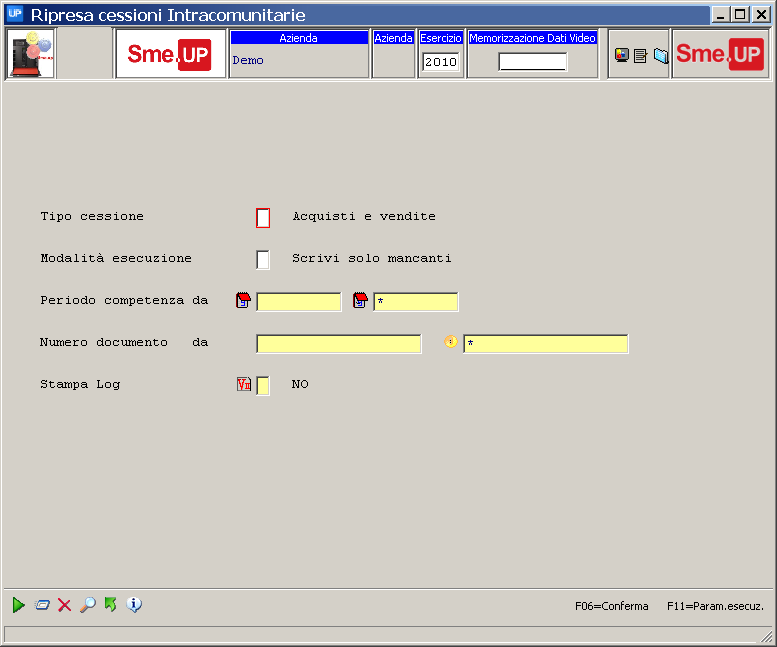 UP Ripresa cessioni Intracomunitarie
Sme.UP
Azienda
Demo
Azienda
Esercizio
2010
Memorizzazione Dati Video
Sme.UP
Tipo cessione Acquisti e vendite
Modalità esecuzione Scrivi solo mancanti
Periodo competenza da *
Numero documento da *
Stampa Log NO
F06=Conferma F11=Param.esecuz.